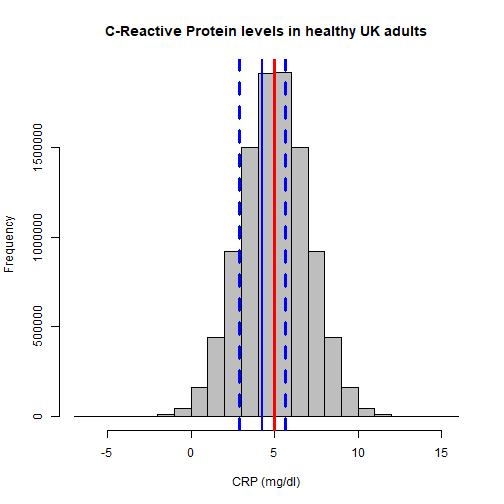 C-Reactive Protein levels in healthy UK adults
1500000
1000000
500000
0
Frequency
-5 0 5 10 15
CRP (mg/dl)